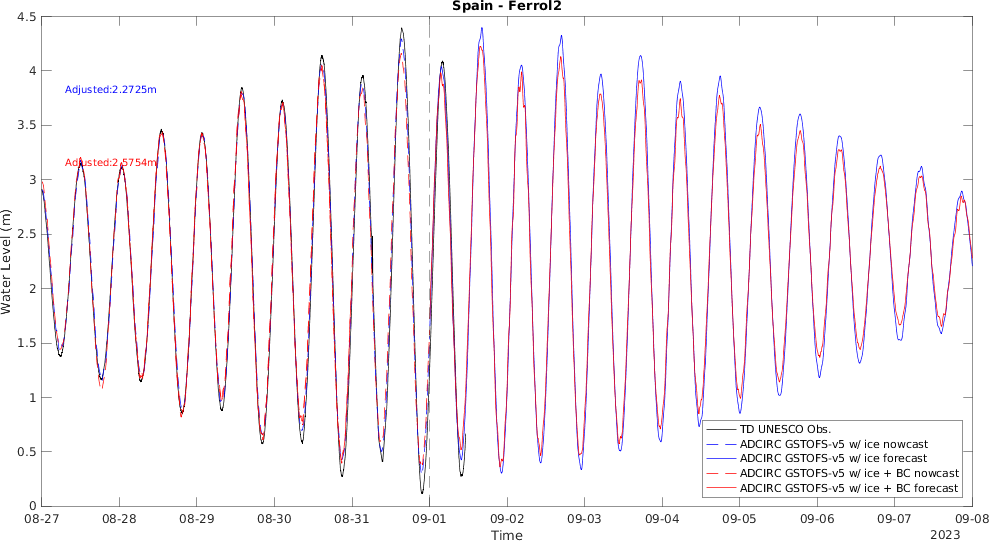 Spain - Ferrol2
4.5
4
3.5
3
2.5
2
1.5
1
0.5
0
Water Level (m)
Adjusted:2.2725m
Adjusted:2.5754m
TD UNESCO Obs.
ADCIRC GSTOFS-v5 w/ ice nowcast
ADCIRC GSTOFS-v5 w/ ice forecast
ADCIRC GSTOFS-v5 w/ ice + BC nowcast
ADCIRC GSTOFS-v5 w/ ice + BC forecast
08-27 08-28 08-29 08-30 08-31 09-01 09-02 09-03 09-04 09-05 09-06 09-07 09-08
Time
2023